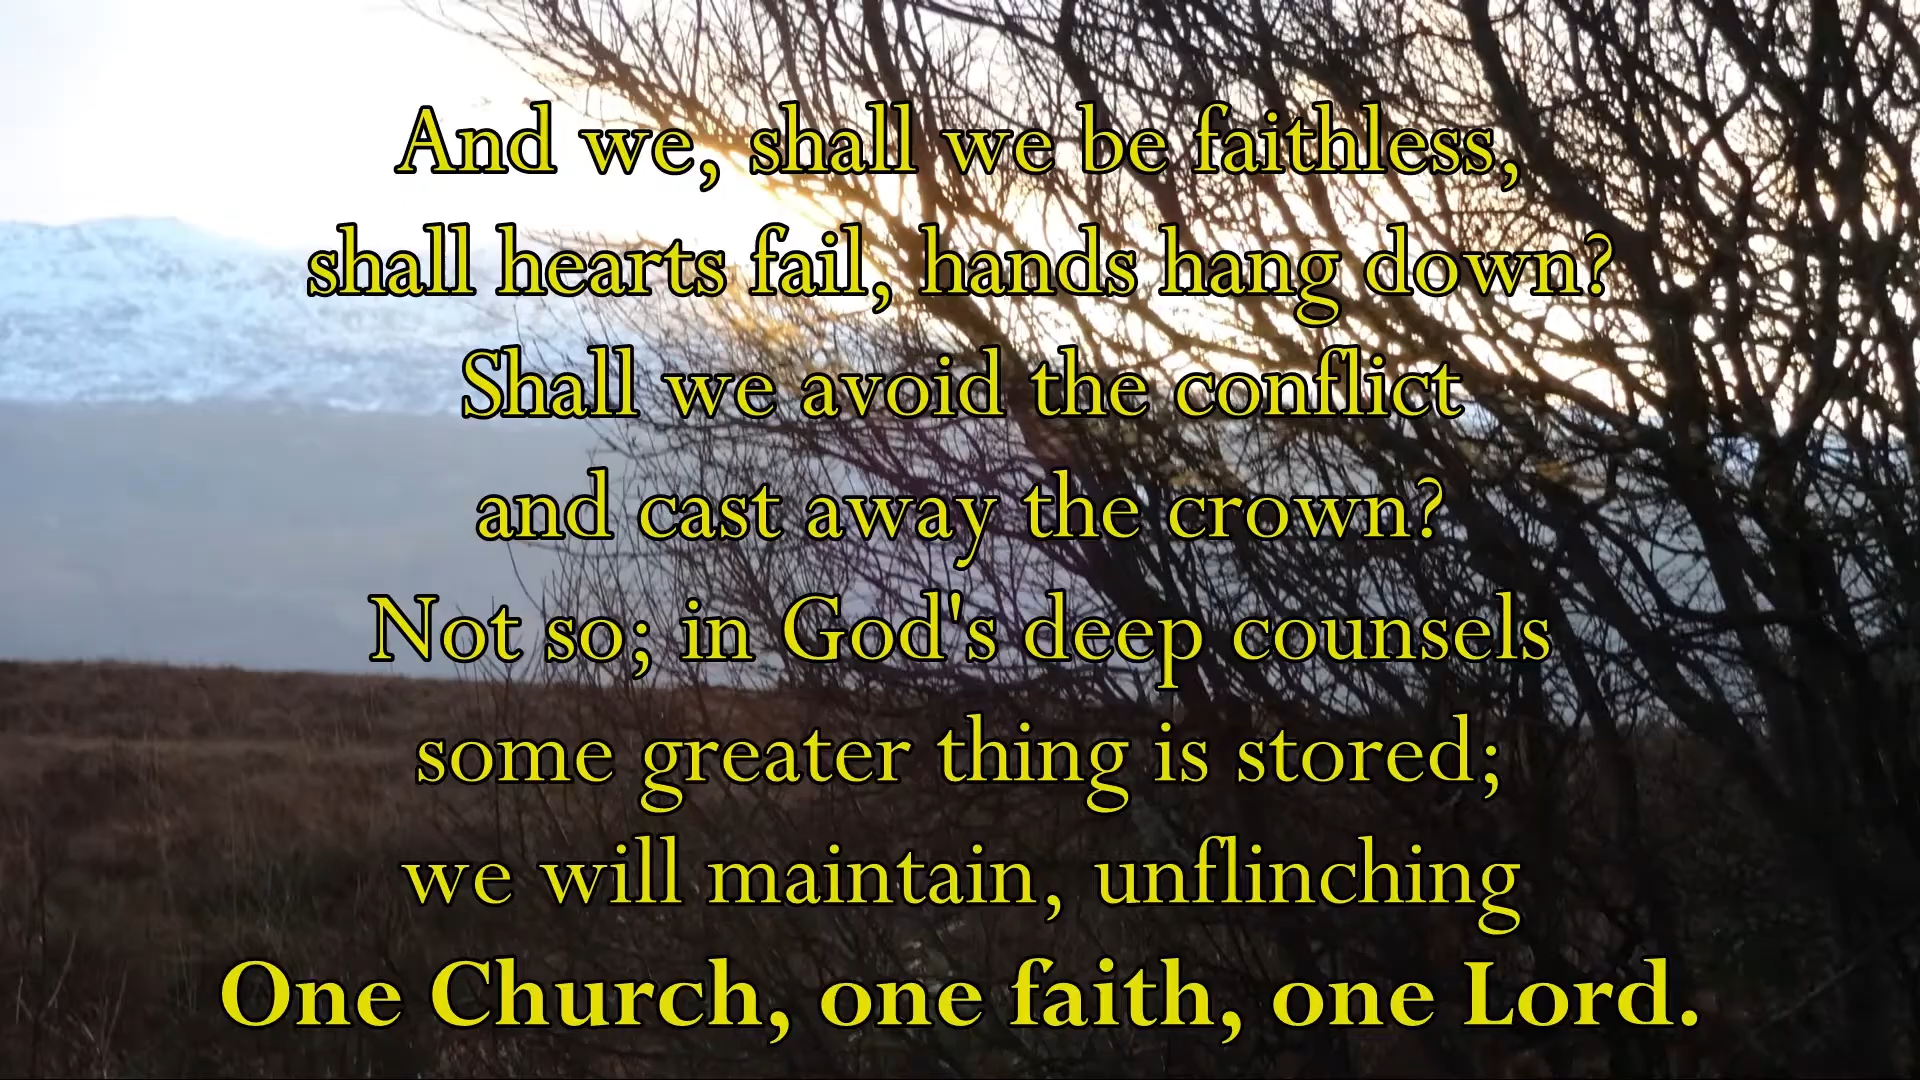 And we, shall we be faithless,
shall hearts fail, hands hang down?
Shall we avoid the conflict
and cast away the crown?
Not so; in God's deep counsels
some greater thing is stored;
we will maintain, unflinching
One Church, one faith, one Lord.